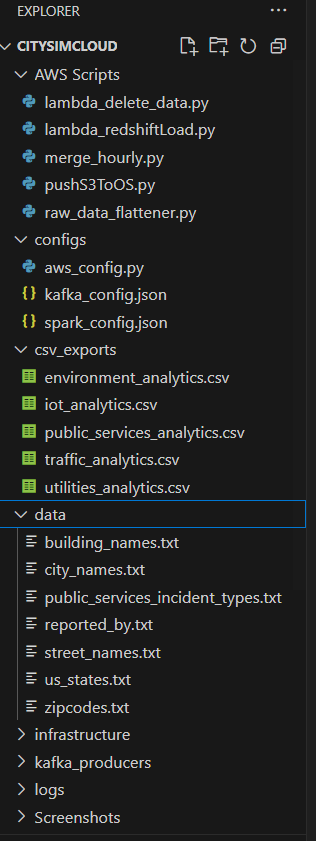 EXPLORER
CITYSIMCLOUD
AWS Scripts
lambda_delete_data.py
lambda_redshiftLoad.py
merge_hourly.py
pushS3ToOS.py
raw_data_flattener.py
configs
aws_config.py
kafka_config.json
spark_config.json
csv_exports
environment_analytics.csv
iot_analytics.csv
public_services_analytics.csv
traffic_analytics.csv
utilities_analytics.csv
data
building_names.txt
city_names.txt
public_services_incident_types.txt
reported_by.txt
street_names.txt
us_states.txt
zipcodes.txt
infrastructure
kafka_producers
logs
Screenshots